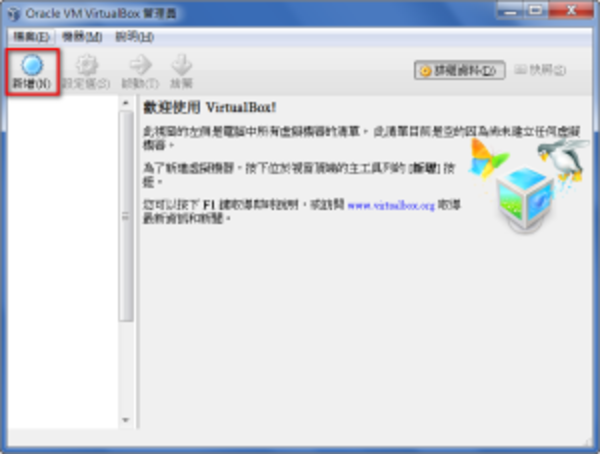 Oracle VM VirtualBox 管理員
檔案(F) 機器(M) 說明(H)
新增(N) 設定值(S) 啟動(T) 捨棄
詳細資料(D) 快照(S)
歡迎使用 VirtualBox!
此視窗的左側是電腦中所有虛擬機器的清單。 此清單目前是空的因為尚未建立任何虛擬
機器。
為了新增虛擬機器，按下位於視窗頂端的主工具列的 [新增] 按
鈕。
您可以按下 F1 鍵取得即時說明，或訪問 www.virtualbox.org 取得
最新資訊和新聞。